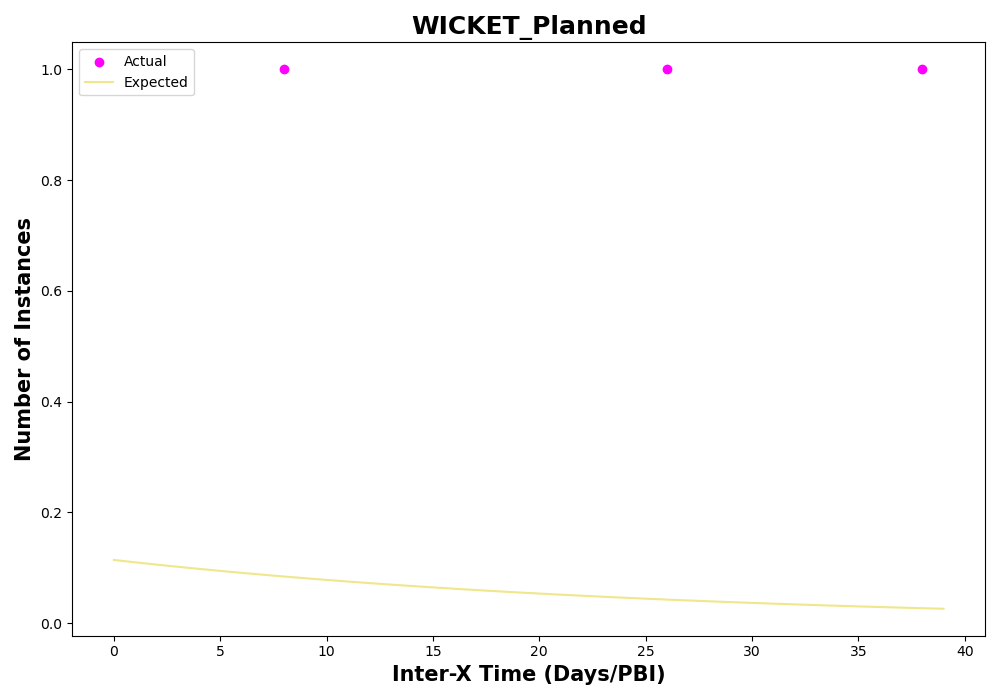 WICKET_Planned
Actual
Expected
Number of Instances
1.0
0.8
0.6
0.4
0.2
0.0
0 5 10 15 20 25 30 35 40
Inter-X Time (Days/PBI)